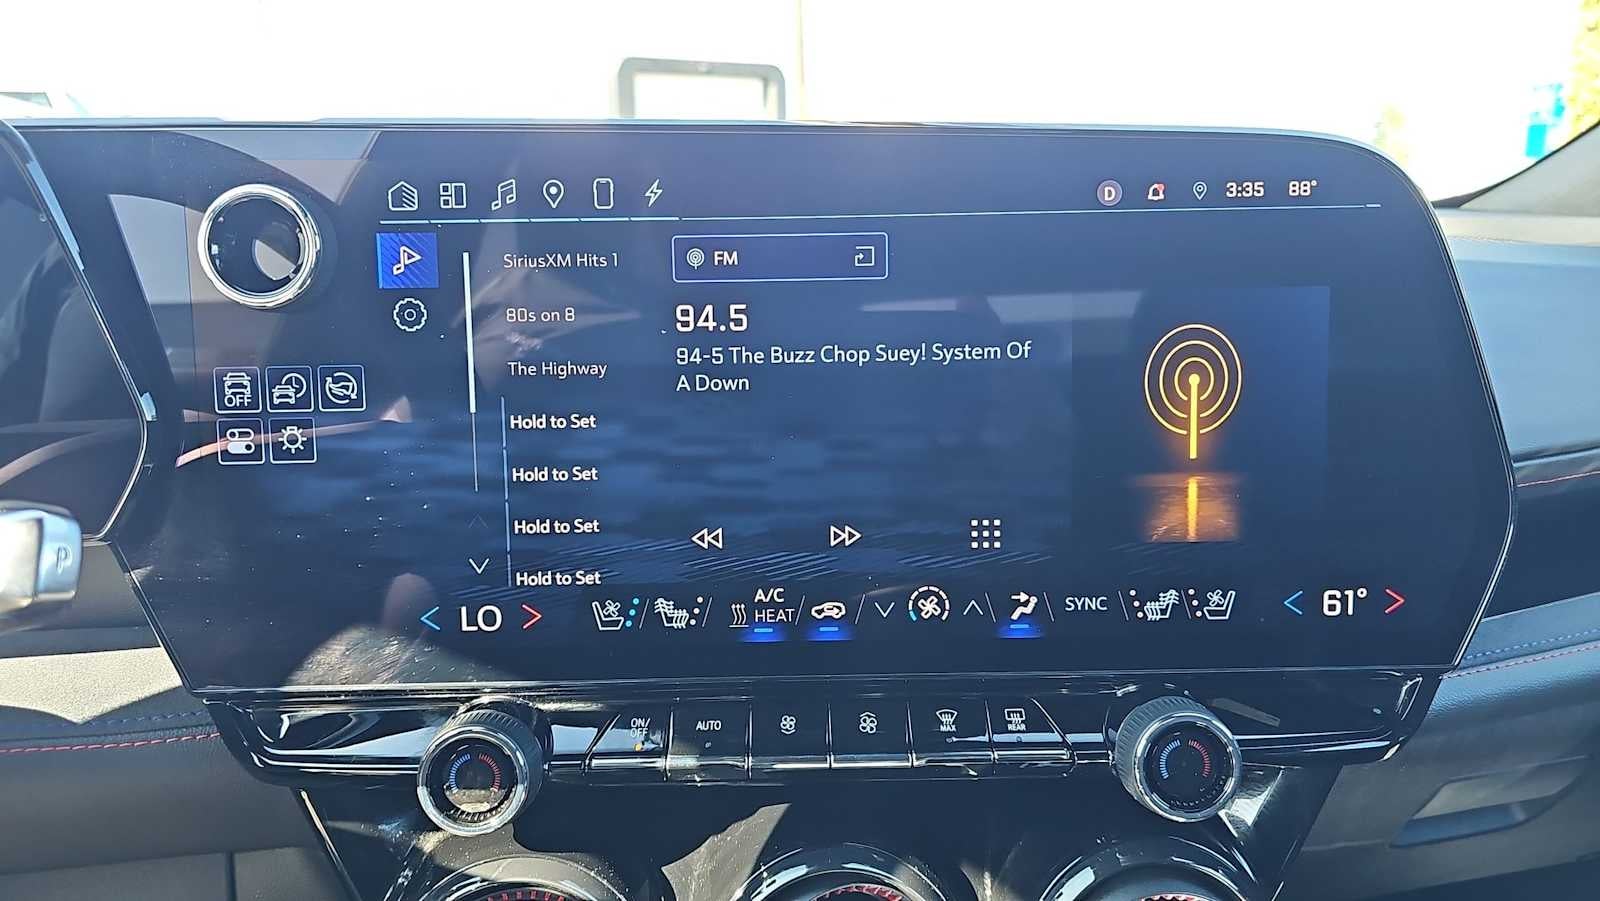 D 3:35 88°
SiriusXM Hits 1
80s on 8
The Highway
Hold to Set
Hold to Set
Hold to Set
Hold to Set
FM
94.5
94-5 The Buzz Chop Suey! System Of
A Down
OFF
P
LO
A/C
HEAT
SYNC
61°
ON/
OFF
AUTO
MAX
REAR